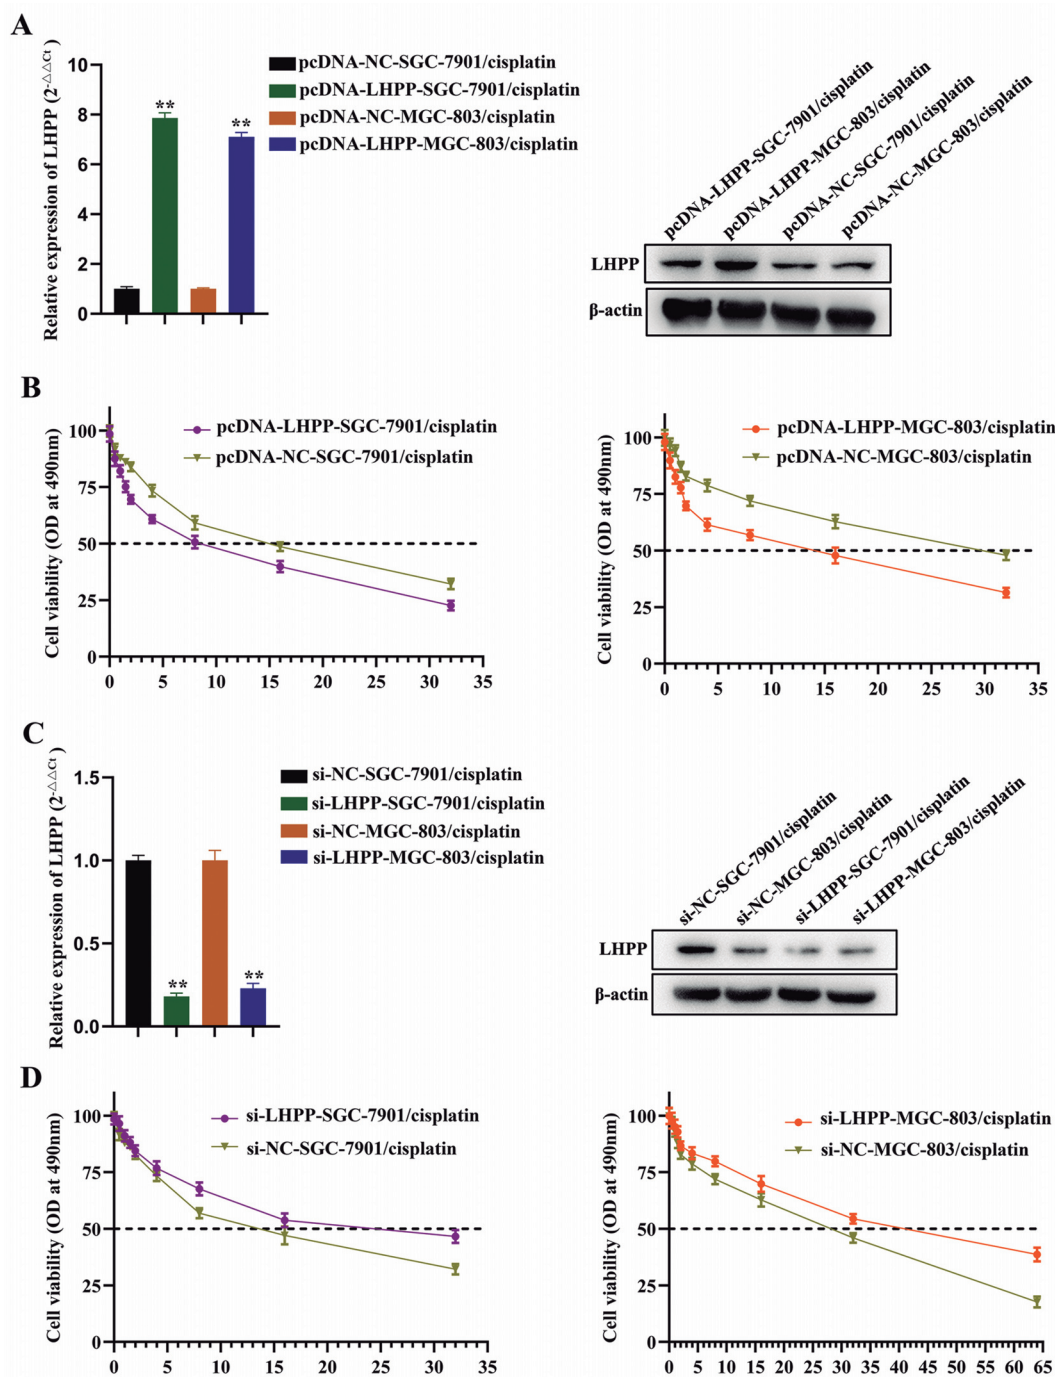 A
Relative expression of LHPP (2-△△Ct )
10
8
6
4
2
0
**
**
pcDNA-NC-SGC-7901/cisplatin
pcDNA-LHPP-SGC-7901/cisplatin
pcDNA-NC-MGC-803/cisplatin
pcDNA-LHPP-MGC-803/cisplatin
pcDNA-LHPP-SGC-7901/cisplatin
pcDNA-LHPP-MGC-803/cisplatin
pcDNA-NC-SGC-7901/cisplatin
pcDNA-NC-MGC-803/cisplatin
LHPP
β-actin
B
Cell viability (OD at 490nm)
100
75
50
25
0
0 5 10 15 20 25 30 35
pcDNA-LHPP-SGC-7901/cisplatin
pcDNA-NC-SGC-7901/cisplatin
Cell viability (OD at 490nm)
100
75
50
25
0
0 5 10 15 20 25 30 35
pcDNA-LHPP-MGC-803/cisplatin
pcDNA-NC-MGC-803/cisplatin
C
Relative expression of LHPP (2-△△Ct )
1.5
1.0
0.5
0.0
**
**
si-NC-SGC-7901/cisplatin
si-LHPP-SGC-7901/cisplatin
si-NC-MGC-803/cisplatin
si-LHPP-MGC-803/cisplatin
si-NC-SGC-7901/cisplatin
si-NC-MGC-803/cisplatin
si-LHPP-SGC-7901/cisplatin
si-LHPP-MGC-803/cisplatin
LHPP
β-actin
D
Cell viability (OD at 490nm)
100
75
50
25
0
0 5 10 15 20 25 30 35
si-LHPP-SGC-7901/cisplatin
si-NC-SGC-7901/cisplatin
Cell viability (OD at 490nm)
100
75
50
25
0
0 5 10 15 20 25 30 35 40 45 50 55 60 65
si-LHPP-MGC-803/cisplatin
si-NC-MGC-803/cisplatin